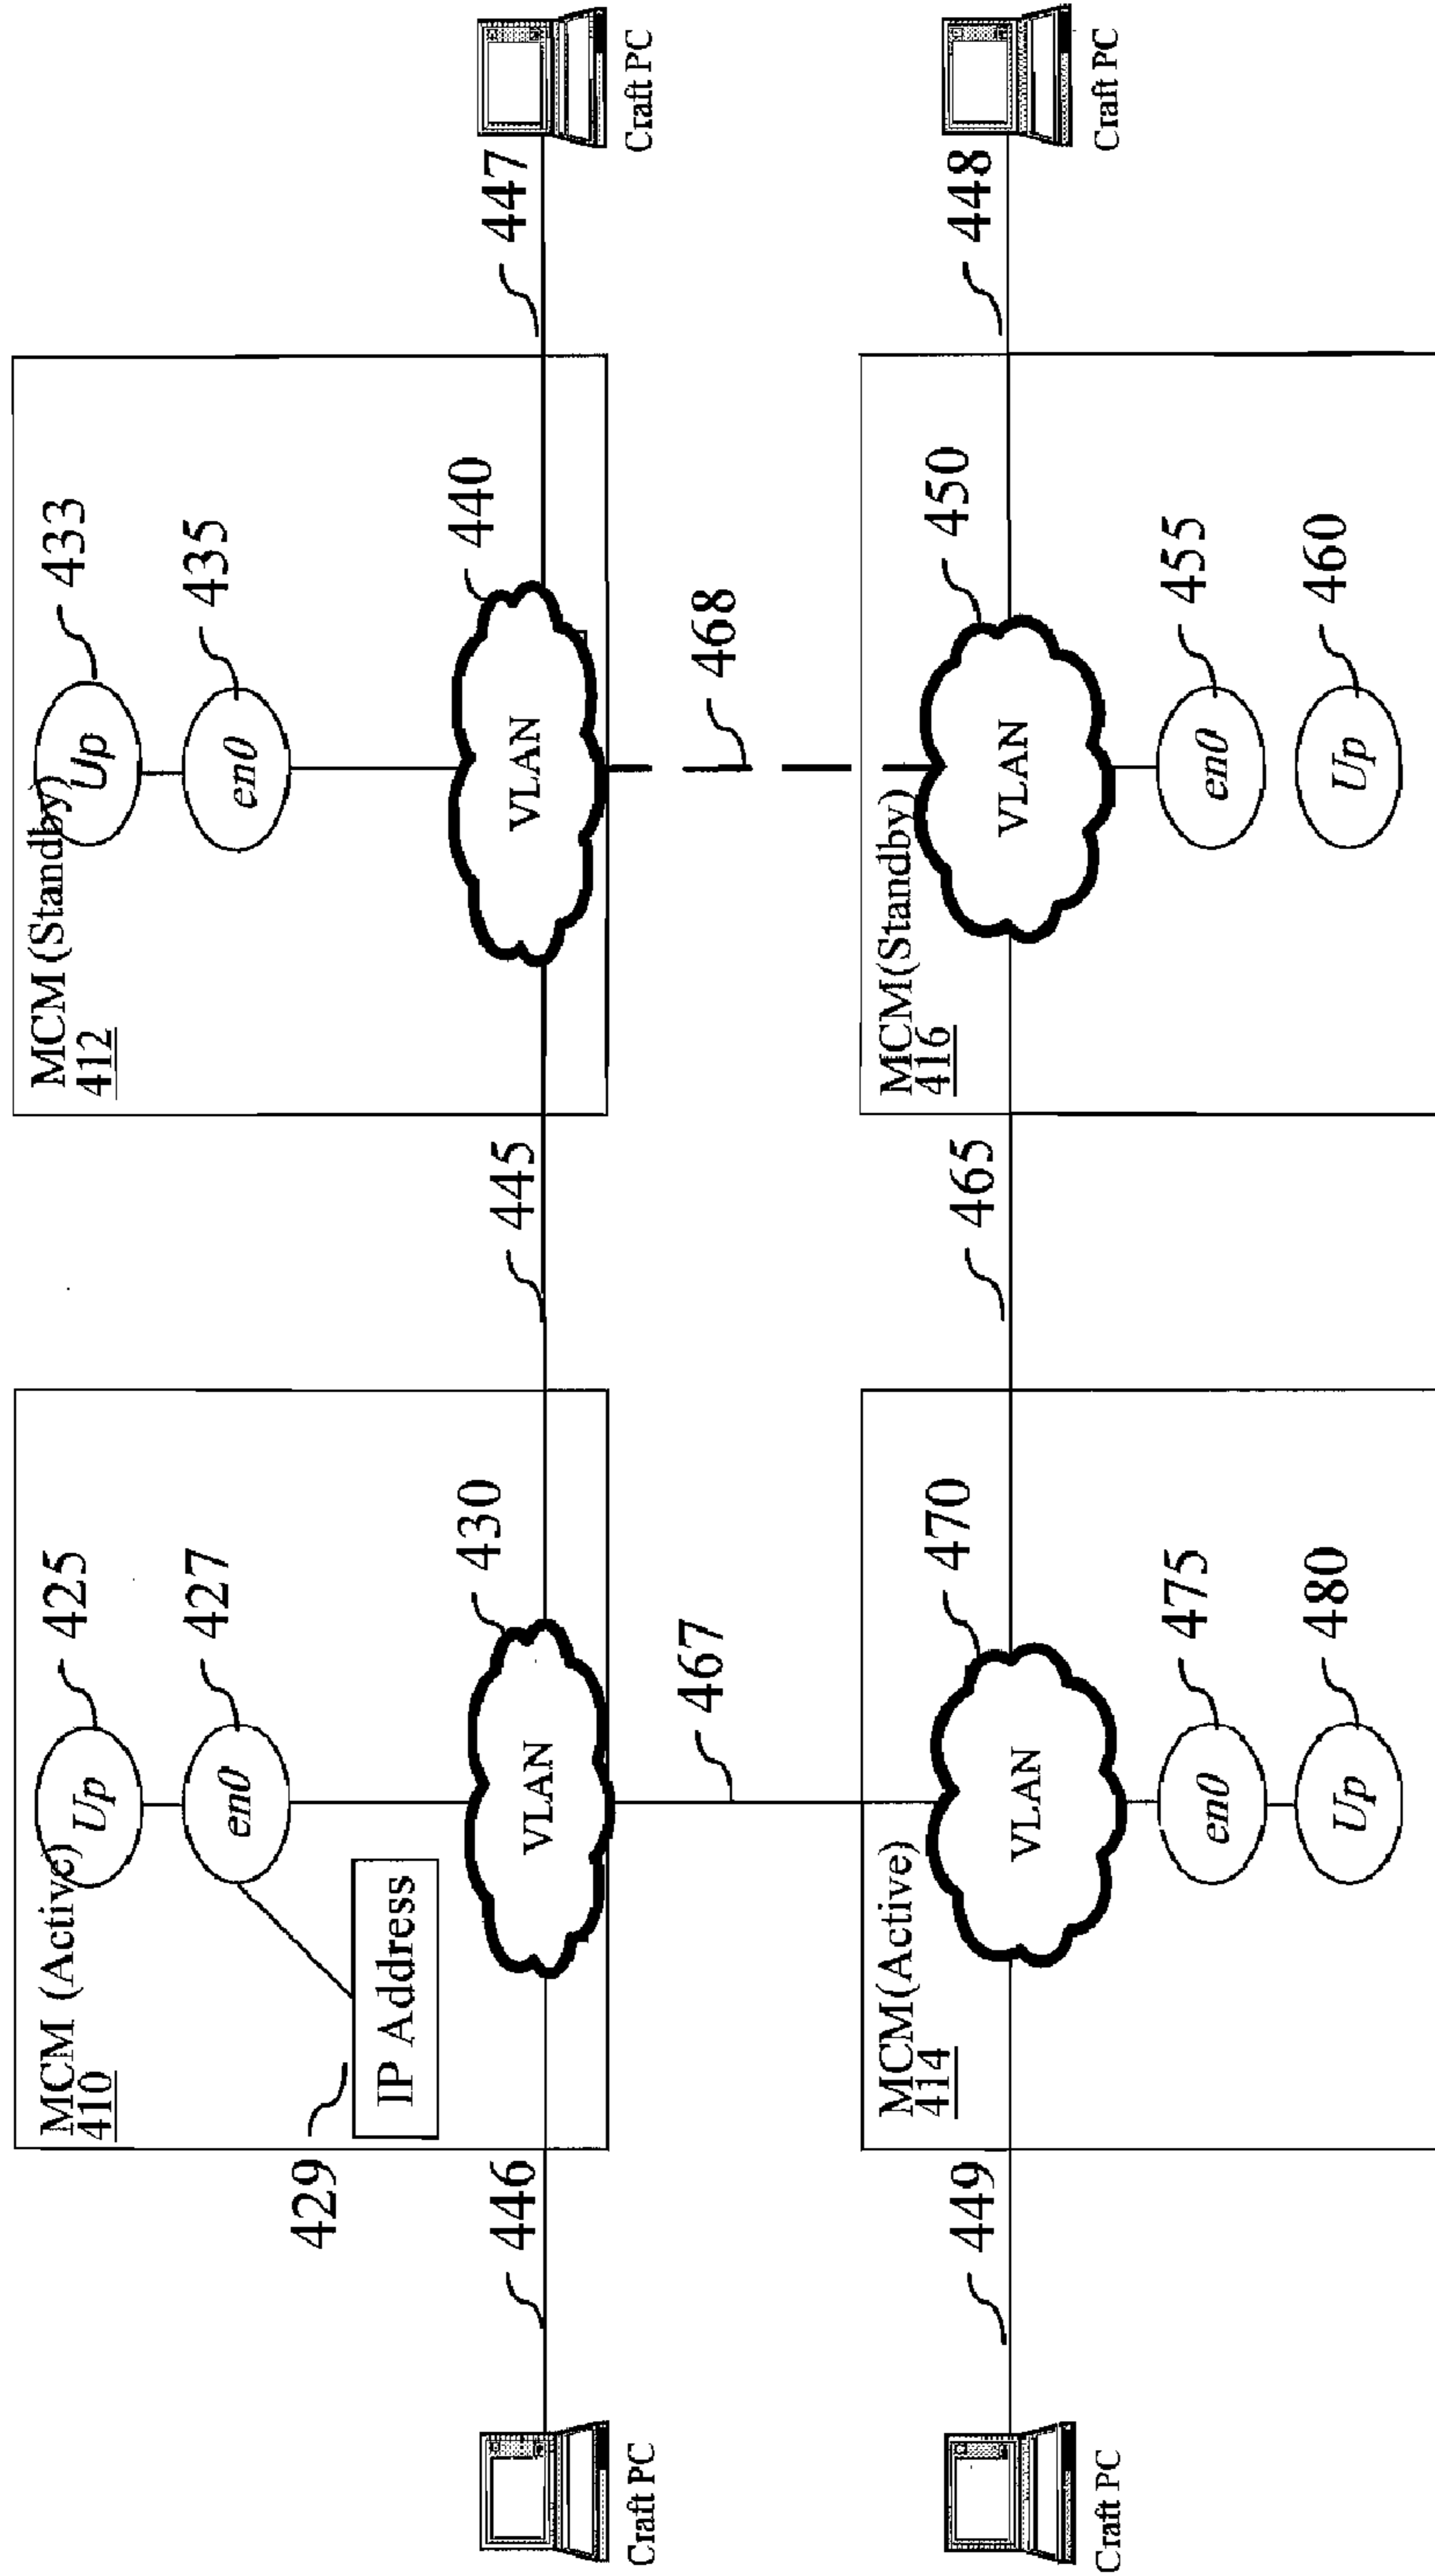 MCM (Active)
410
Up
425
en0
427
IP Address
429
VLAN
430
446
Craft PC
445
MCM (Standby)
412
Up
433
en0
435
VLAN
440
447
Craft PC
467
468
MCM(Active)
414
VLAN
470
en0
475
Up
480
449
Craft PC
465
MCM(Standby)
416
VLAN
450
en0
455
Up
460
448
Craft PC